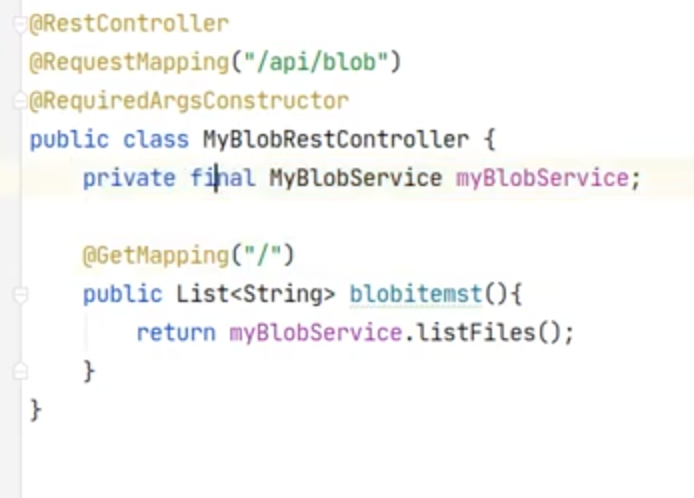 @RestController
@RequestMapping("/api/blob")
@RequiredArgsConstructor
public class MyBlobRestController {
    private final MyBlobService myBlobService;
    @GetMapping("/")
    public List<String> blobitemst(){
        return myBlobService.listFiles();
    }
}